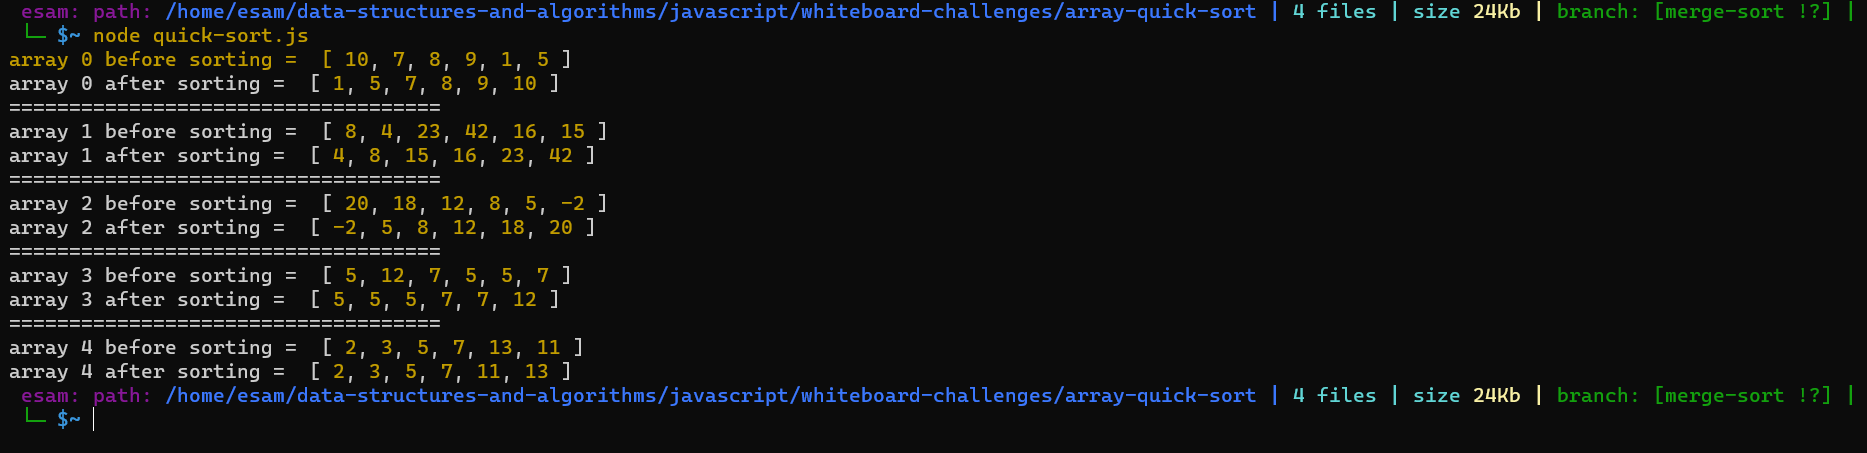 esam: path: /home/esam/data-structures-and-algorithms/javascript/whiteboard-challenges/array-quick-sort | 4 files | size 24Kb | branch: [merge-sort !?] |
└─ $~ node quick-sort.js
array 0 before sorting =  [ 10, 7, 8, 9, 1, 5 ]
array 0 after sorting =  [ 1, 5, 7, 8, 9, 10 ]
====================================
array 1 before sorting =  [ 8, 4, 23, 42, 16, 15 ]
array 1 after sorting =  [ 4, 8, 15, 16, 23, 42 ]
====================================
array 2 before sorting =  [ 20, 18, 12, 8, 5, -2 ]
array 2 after sorting =  [ -2, 5, 8, 12, 18, 20 ]
====================================
array 3 before sorting =  [ 5, 12, 7, 5, 5, 7 ]
array 3 after sorting =  [ 5, 5, 5, 7, 7, 12 ]
====================================
array 4 before sorting =  [ 2, 3, 5, 7, 13, 11 ]
array 4 after sorting =  [ 2, 3, 5, 7, 11, 13 ]
esam: path: /home/esam/data-structures-and-algorithms/javascript/whiteboard-challenges/array-quick-sort | 4 files | size 24Kb | branch: [merge-sort !?] |
└─ $~